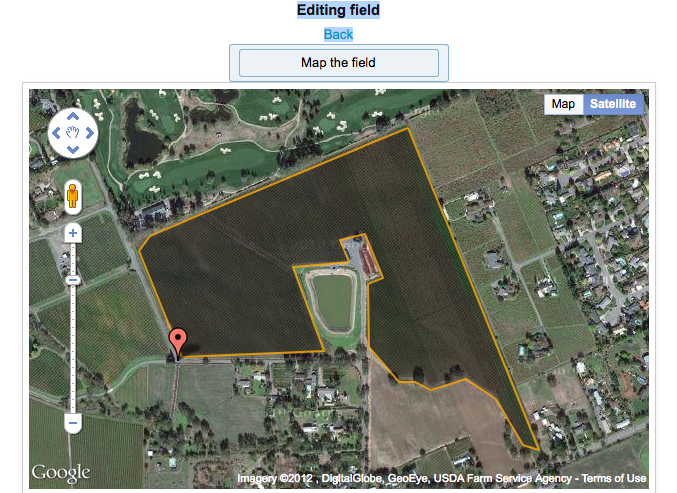 Editing field
Back
Map the field
Map Satellite
+
−
Google
Imagery ©2012 , DigitalGlobe, GeoEye, USDA Farm Service Agency - Terms of Use